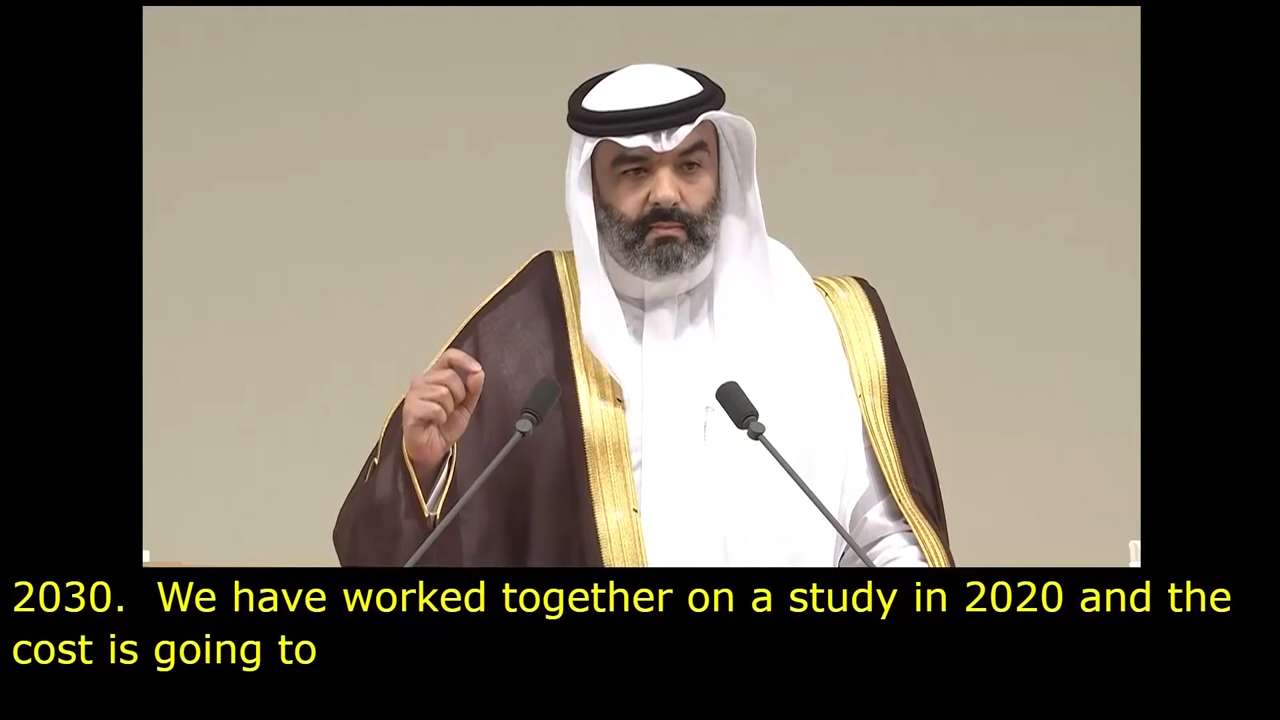 2030.  We have worked together on a study in 2020 and the
cost is going to